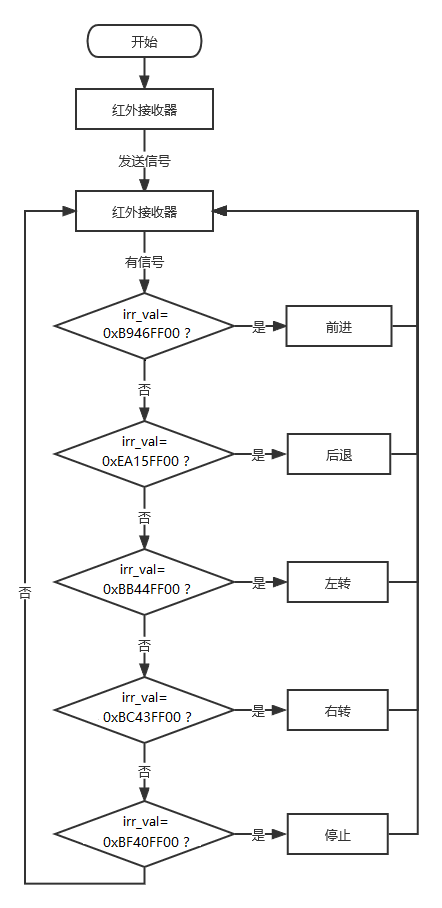 开始
红外接收器
发送信号
红外接收器
有信号
irr_val=
0xB946FF00 ?
是
前进
否
irr_val=
0xEA15FF00 ?
是
后退
否
irr_val=
0xBB44FF00 ?
是
左转
否
否
irr_val=
0xBC43FF00 ?
是
右转
否
irr_val=
0xBF40FF00 ?
是
停止